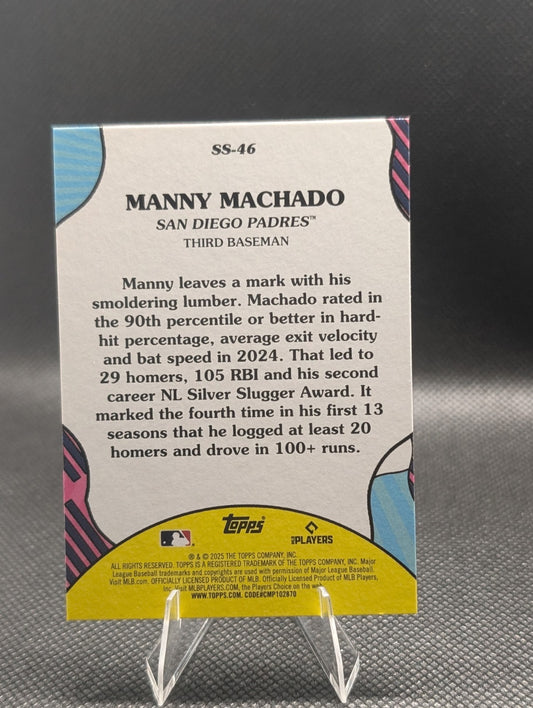 SS-46
MANNY MACHADO
SAN DIEGO PADRES™
THIRD BASEMAN
Manny leaves a mark with his
smoldering lumber. Machado rated in
the 90th percentile or better in hard-
hit percentage, average exit velocity
and bat speed in 2024. That led to
29 homers, 105 RBI and his second
career NL Silver Slugger Award. It
marked the fourth time in his first 13
seasons that he logged at least 20
homers and drove in 100+ runs.
topps
PLAYERS
® & © 2025 THE TOPPS COMPANY, INC.
ALL RIGHTS RESERVED. TOPPS IS A REGISTERED TRADEMARK OF THE TOPPS COMPANY, INC. Major
League Baseball trademarks and copyrights are used with permission of Major League Baseball.
Visit MLB.com. OFFICIALLY LICENSED PRODUCT OF MLB. Officially Licensed Product of MLB Players,
Inc. Visit MLBPLAYERS.com, the Players Choice on the web.
WWW.TOPPS.COM. CODE#CMP102670